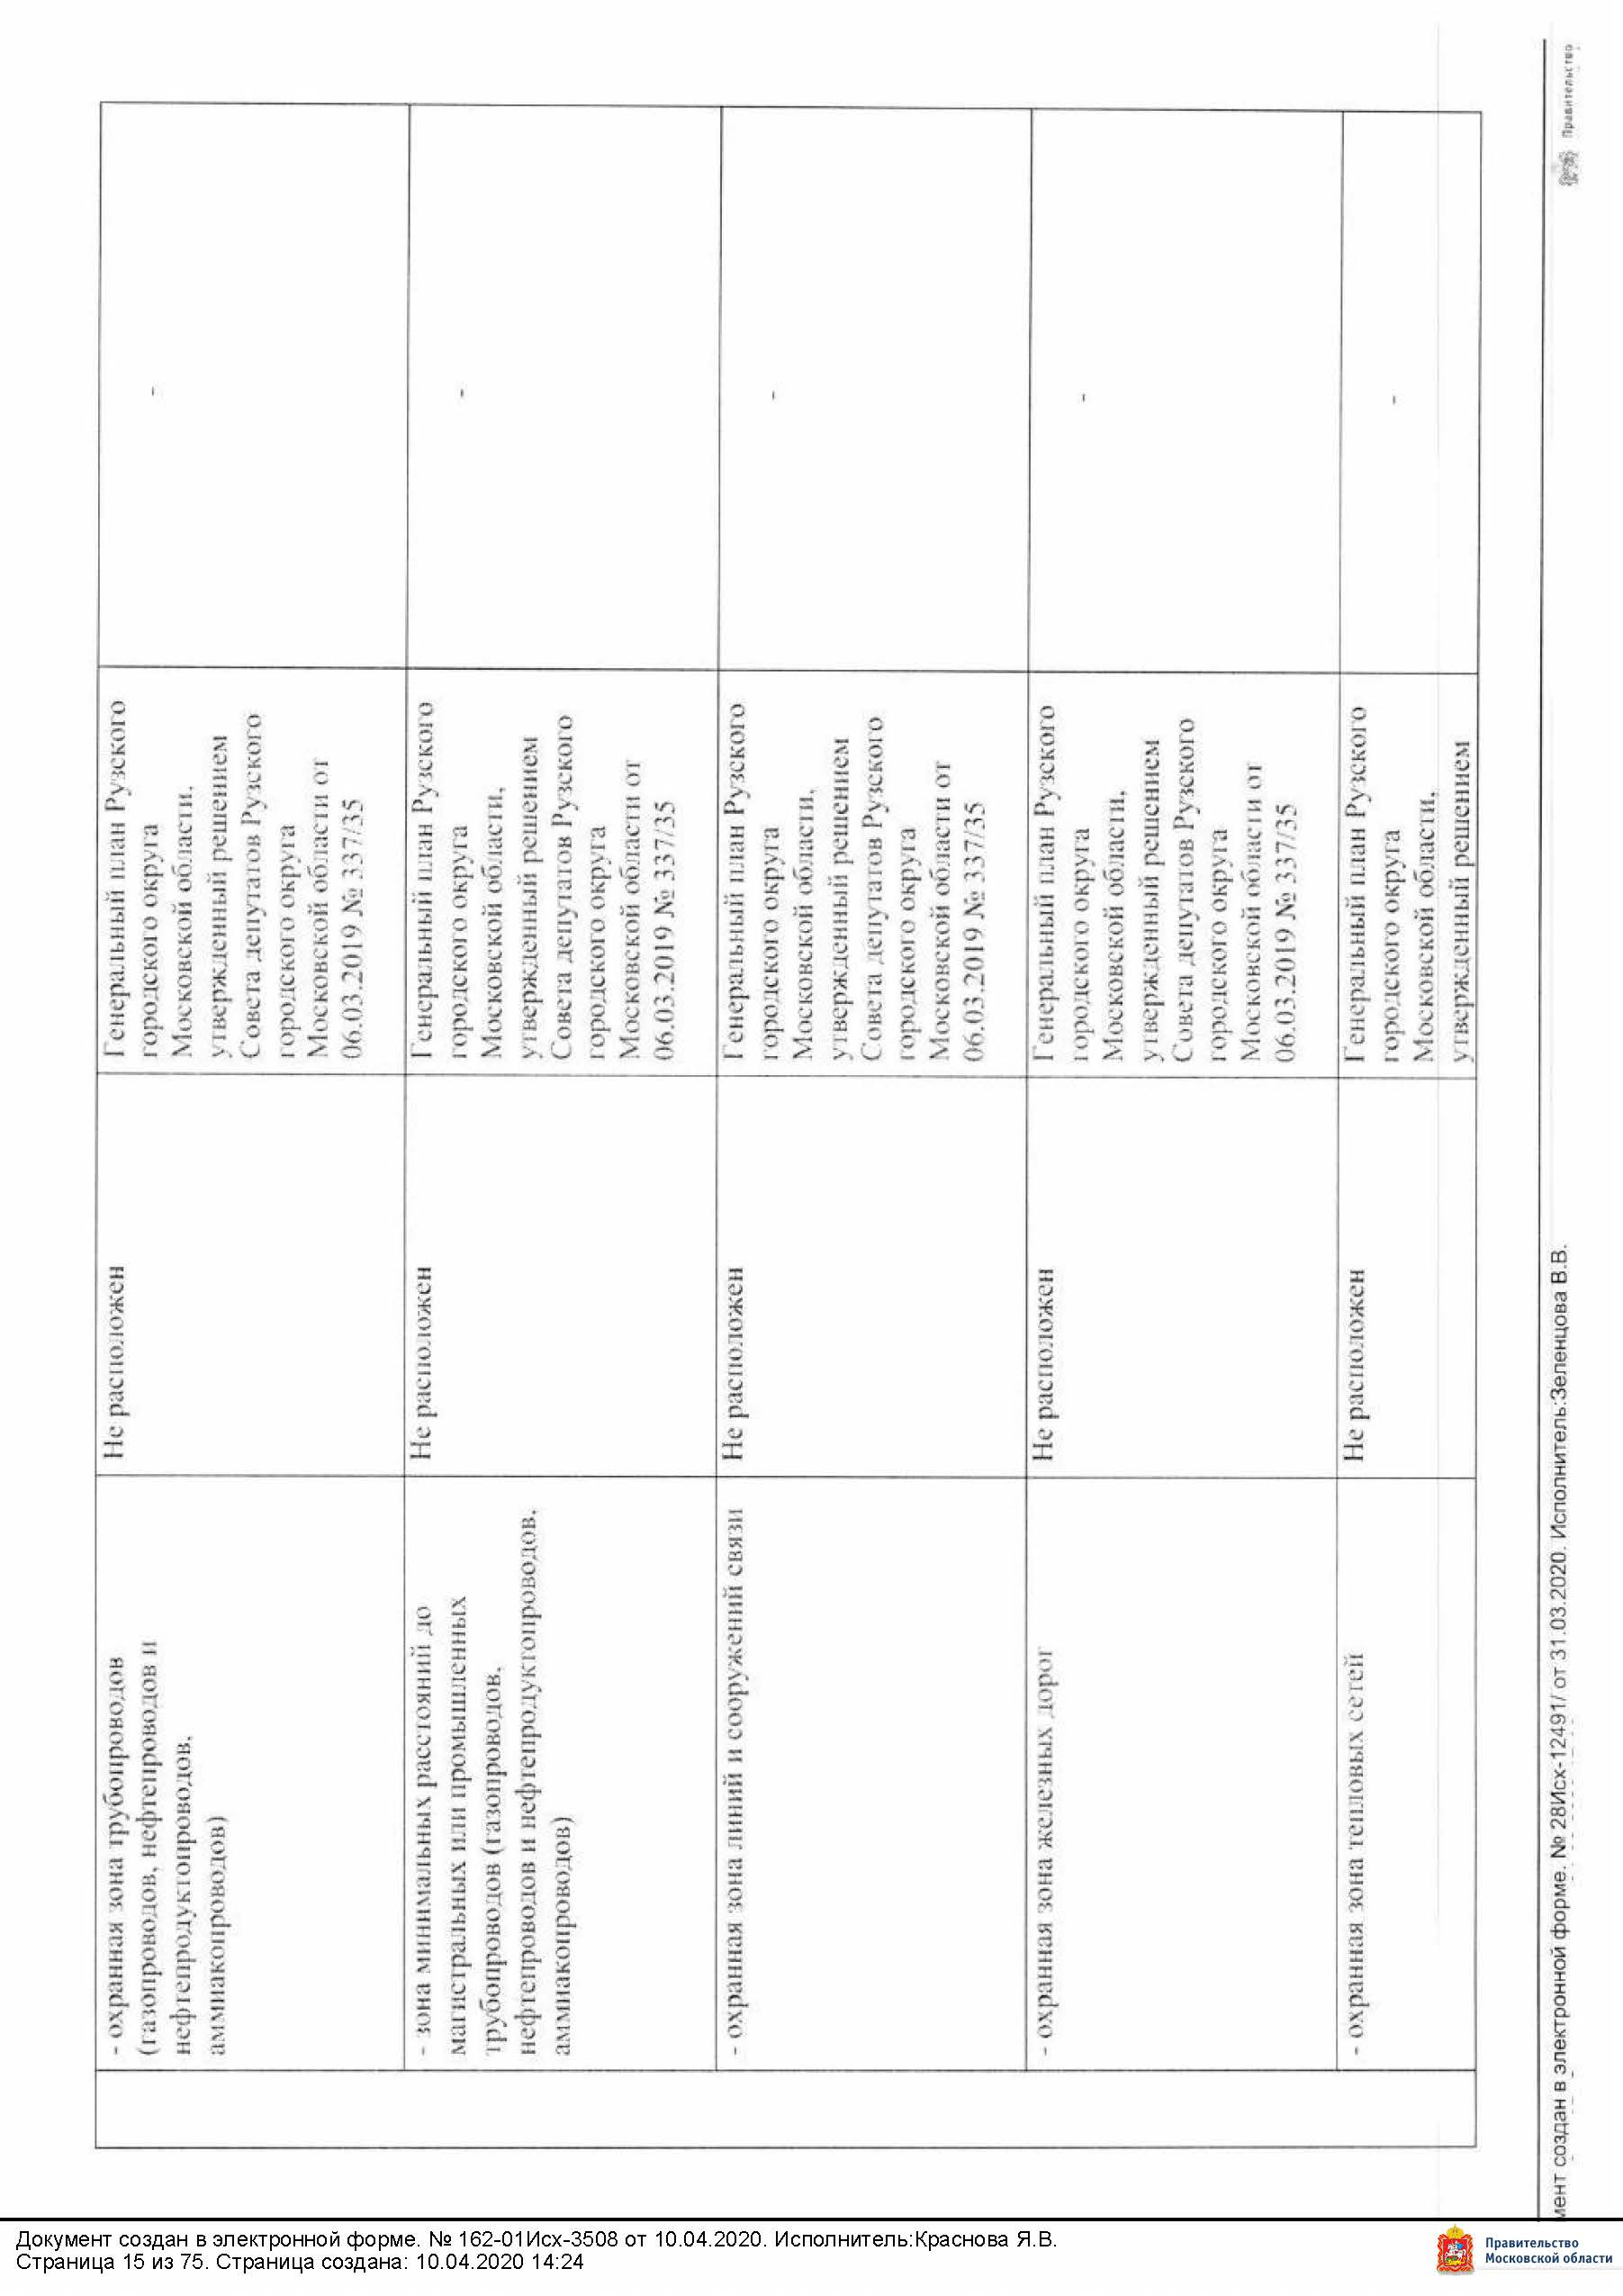 - охранная зона трубопроводов
(газопроводов, нефтепроводов и
нефтепродуктопроводов,
аммиакопроводов)
Не расположен
Генеральный план Рузского
городского округа
Московской области,
утвержденный решением
Совета депутатов Рузского
городского округа
Московской области от
06.03.2019 № 337/35
-
- зона минимальных расстояний до
магистральных или промышленных
трубопроводов (газопроводов,
нефтепроводов и нефтепродуктопроводов,
аммиакопроводов)
Не расположен
Генеральный план Рузского
городского округа
Московской области,
утвержденный решением
Совета депутатов Рузского
городского округа
Московской области от
06.03.2019 № 337/35
-
- охранная зона линий и сооружений связи
Не расположен
Генеральный план Рузского
городского округа
Московской области,
утвержденный решением
Совета депутатов Рузского
городского округа
Московской области от
06.03.2019 № 337/35
-
- охранная зона железных дорог
Не расположен
Генеральный план Рузского
городского округа
Московской области,
утвержденный решением
Совета депутатов Рузского
городского округа
Московской области от
06.03.2019 № 337/35
-
- охранная зона тепловых сетей
Не расположен
Генеральный план Рузского
городского округа
Московской области,
утвержденный решением
-
мент создан в электронной форме. № 28Исх-12491/ от 31.03.2020. Исполнитель:Зеленцова В.В.
Правительство
Документ создан в электронной форме. № 162-01Исх-3508 от 10.04.2020. Исполнитель:Краснова Я.В.
Страница 15 из 75. Страница создана: 10.04.2020 14:24
Правительство
Московской области